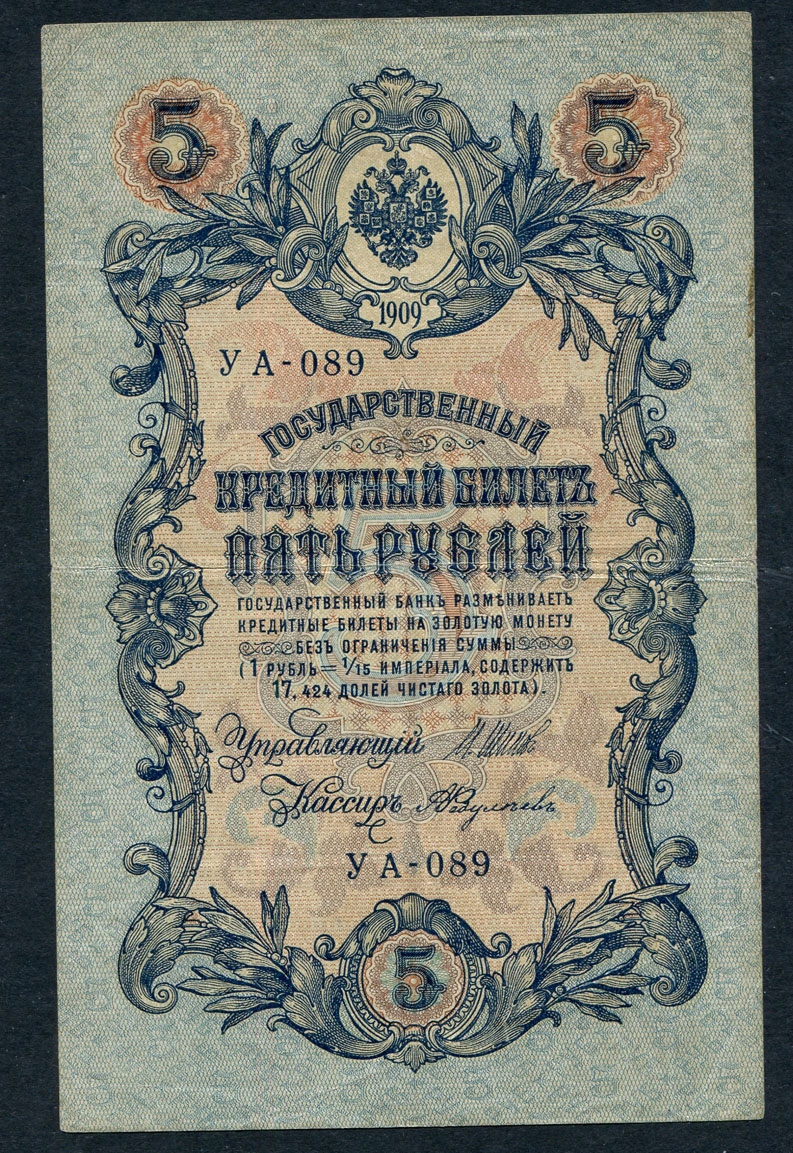 5 5
1909
УА-089
ГОСУДАРСТВЕННЫЙ
КРЕДИТНЫЙ БИЛЕТЪ
ПЯТЬ РУБЛЕЙ
ГОСУДАРСТВЕННЫЙ БАНКЪ РАЗМѢНИВАЕТЪ
КРЕДИТНЫЕ БИЛЕТЫ НА ЗОЛОТУЮ МОНЕТУ
БЕЗЪ ОГРАНИЧЕНІЯ СУММЫ
(1 РУБЛЬ = 1/15 ИМПЕРІАЛА, СОДЕРЖИТЪ
17,424 ДОЛЕЙ ЧИСТАГО ЗОЛОТА).
Управляющій И. Шипов
Кассиръ
УА-089
5